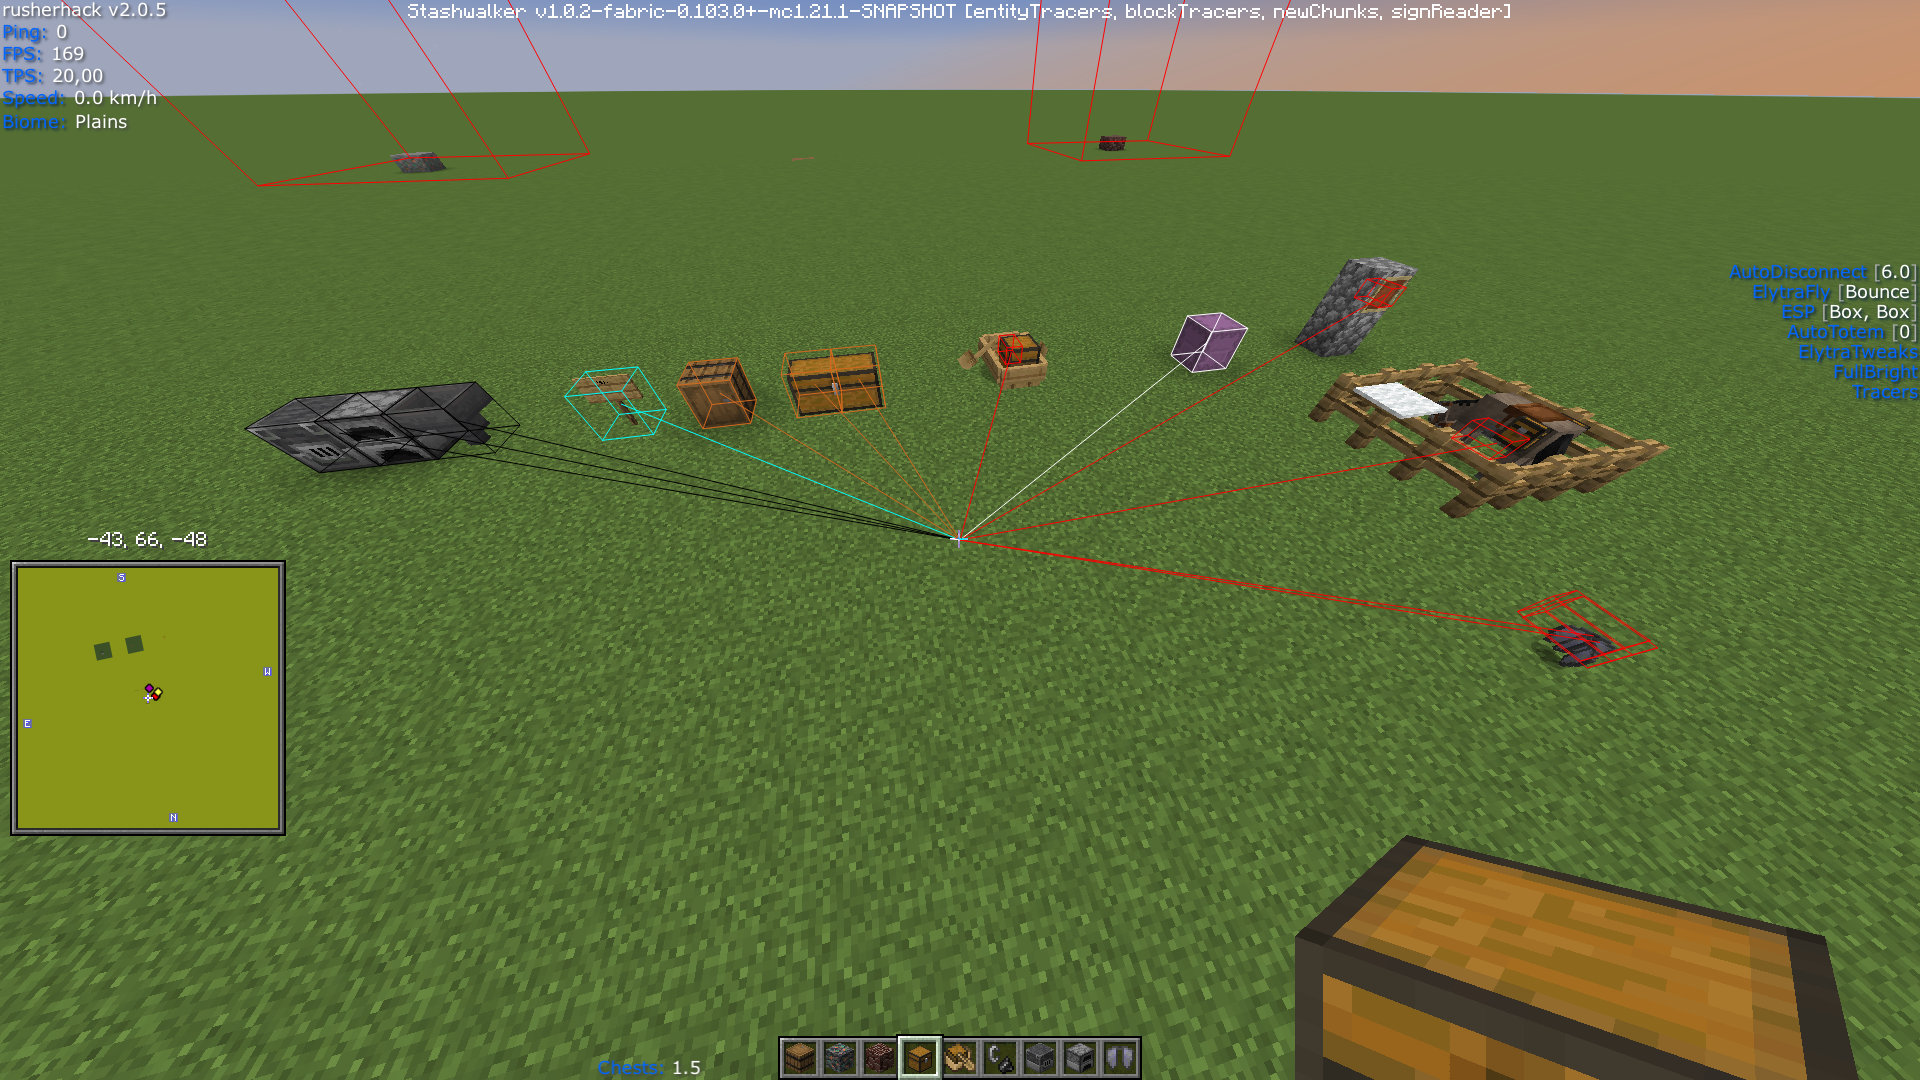 rusherhack v2.0.5
Stashwalker v1.0.2-fabric-0.103.0+-mc1.21.1-SNAPSHOT [entityTracers, blockTracers, newChunks, signReader]
Ping: 0
FPS: 169
TPS: 20,00
Speed: 0.0 km/h
Biome: Plains
AutoDisconnect [6.0]
ElytraFly [Bounce]
ESP [Box, Box]
AutoTotem [0]
ElytraTweaks
FullBright
Tracers
-43, 66, -48
S
W
E
N
Chests: 1.5